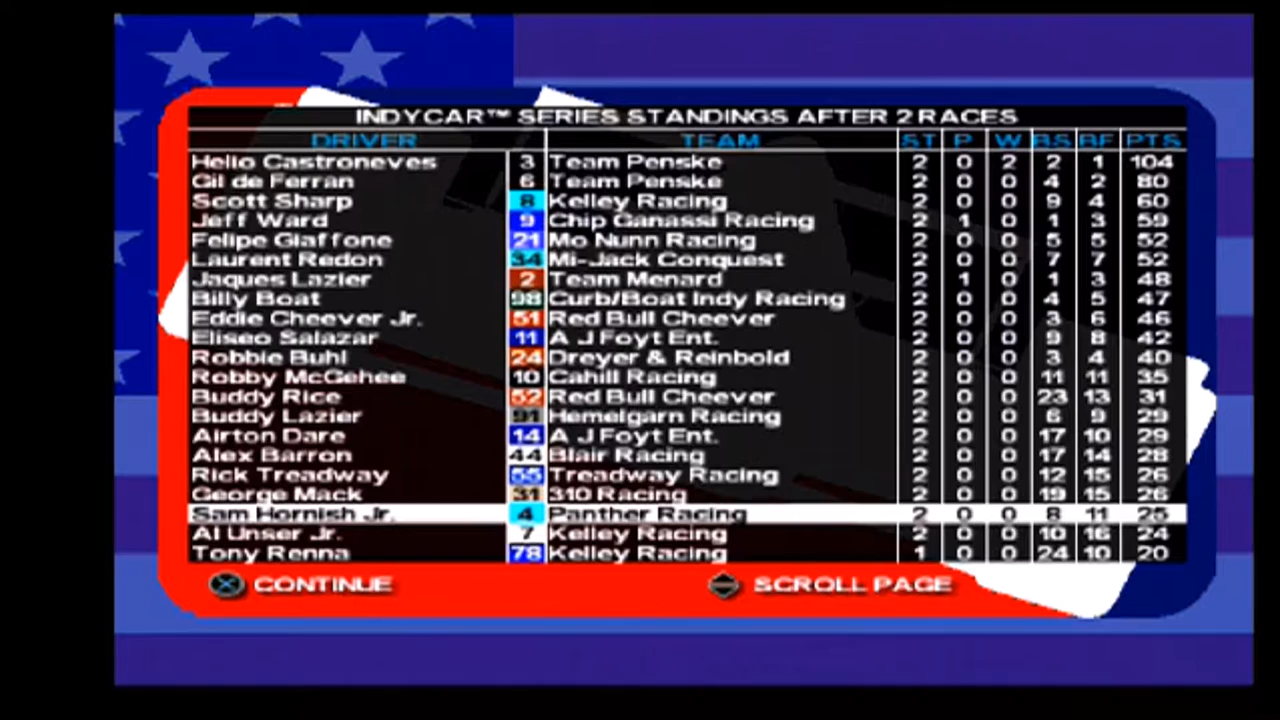 INDYCAR™ SERIES STANDINGS AFTER 2 RACES
DRIVER TEAM ST P W BS BF PTS
Helio Castroneves 3 Team Penske 2 0 2 2 1 104
Gil de Ferran 6 Team Penske 2 0 0 4 2 80
Scott Sharp 8 Kelley Racing 2 0 0 9 4 60
Jeff Ward 9 Chip Ganassi Racing 2 1 0 1 3 59
Felipe Giaffone 21 Mo Nunn Racing 2 0 0 5 5 52
Laurent Redon 34 Mi-Jack Conquest 2 0 0 7 7 52
Jaques Lazier 2 Team Menard 2 1 0 1 3 48
Billy Boat 98 Curb/Boat Indy Racing 2 0 0 4 5 47
Eddie Cheever Jr. 51 Red Bull Cheever 2 0 0 3 6 46
Eliseo Salazar 11 A J Foyt Ent. 2 0 0 9 8 42
Robbie Buhl 24 Dreyer & Reinbold 2 0 0 3 4 40
Robby McGehee 10 Cahill Racing 2 0 0 11 11 35
Buddy Rice 52 Red Bull Cheever 2 0 0 23 13 31
Buddy Lazier 91 Hemelgarn Racing 2 0 0 6 9 29
Airton Dare 14 A J Foyt Ent. 2 0 0 17 10 29
Alex Barron 44 Blair Racing 2 0 0 17 14 28
Rick Treadway 55 Treadway Racing 2 0 0 12 15 26
George Mack 31 310 Racing 2 0 0 19 15 26
Sam Hornish Jr. 4 Panther Racing 2 0 0 8 11 25
Al Unser Jr. 7 Kelley Racing 2 0 0 10 16 24
Tony Renna 78 Kelley Racing 1 0 0 24 10 20
CONTINUE SCROLL PAGE